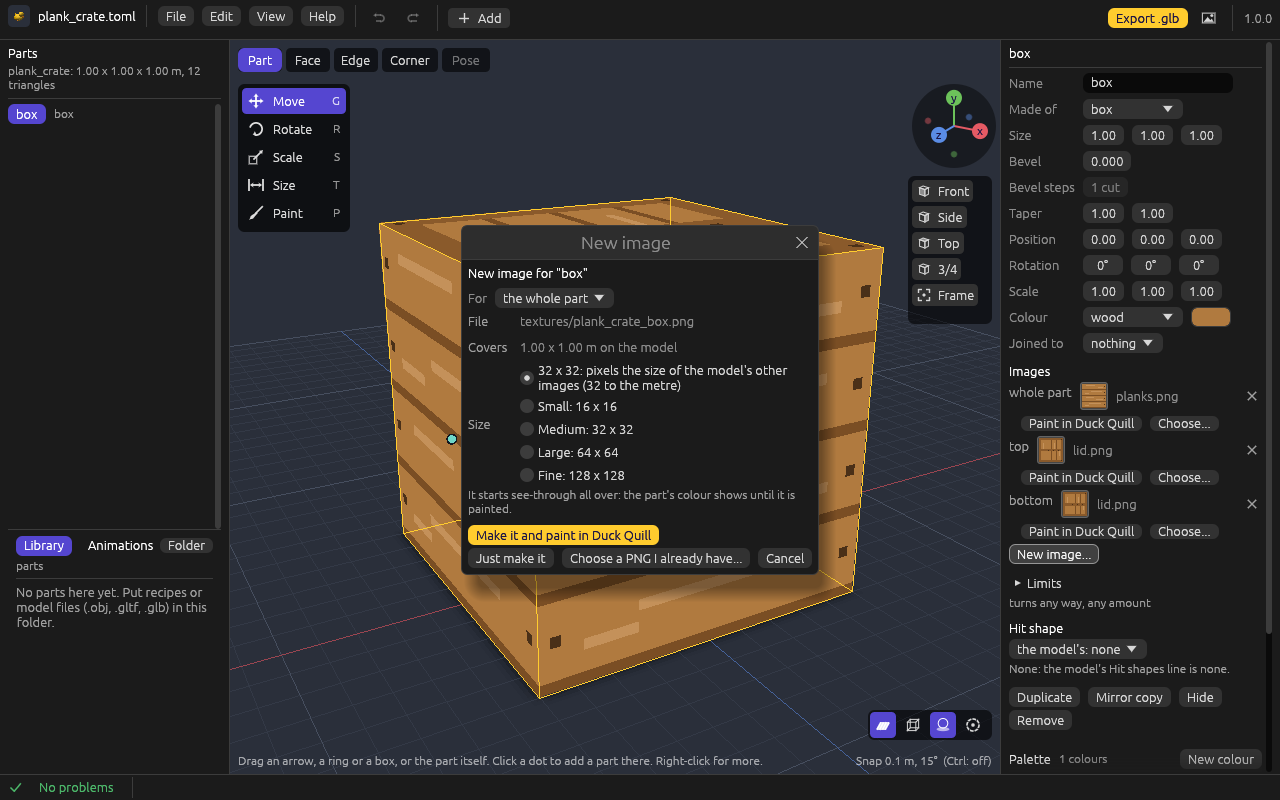 plank_crate.toml File Edit View Help + Add Export .glb 1.0.0
Parts
plank_crate: 1.00 x 1.00 x 1.00 m, 12
triangles
box box
Library Animations Folder
parts
No parts here yet. Put recipes or
model files (.obj, .gltf, .glb) in this
folder.
Part Face Edge Corner Pose
Move G
Rotate R
Scale S
Size T
Paint P
y
x
z
Front
Side
Top
3/4
Frame
New image
New image for "box"
For the whole part
File textures/plank_crate_box.png
Covers 1.00 x 1.00 m on the model
Size
32 x 32: pixels the size of the model's other
images (32 to the metre)
Small: 16 x 16
Medium: 32 x 32
Large: 64 x 64
Fine: 128 x 128
It starts see-through all over: the part's colour shows until it is
painted.
Make it and paint in Duck Quill
Just make it Choose a PNG I already have... Cancel
Drag an arrow, a ring or a box, or the part itself. Click a dot to add a part there. Right-click for more.
Snap 0.1 m, 15° (Ctrl: off)
box
Name box
Made of box
Size 1.00 1.00 1.00
Bevel 0.000
Bevel steps 1 cut
Taper 1.00 1.00
Position 0.00 0.00 0.00
Rotation 0° 0° 0°
Scale 1.00 1.00 1.00
Colour wood
Joined to nothing
Images
whole part planks.png
Paint in Duck Quill Choose...
top lid.png
Paint in Duck Quill Choose...
bottom lid.png
Paint in Duck Quill Choose...
New image...
Limits
turns any way, any amount
Hit shape
the model's: none
None: the model's Hit shapes line is none.
Duplicate Mirror copy Hide
Remove
Palette 1 colours New colour
No problems